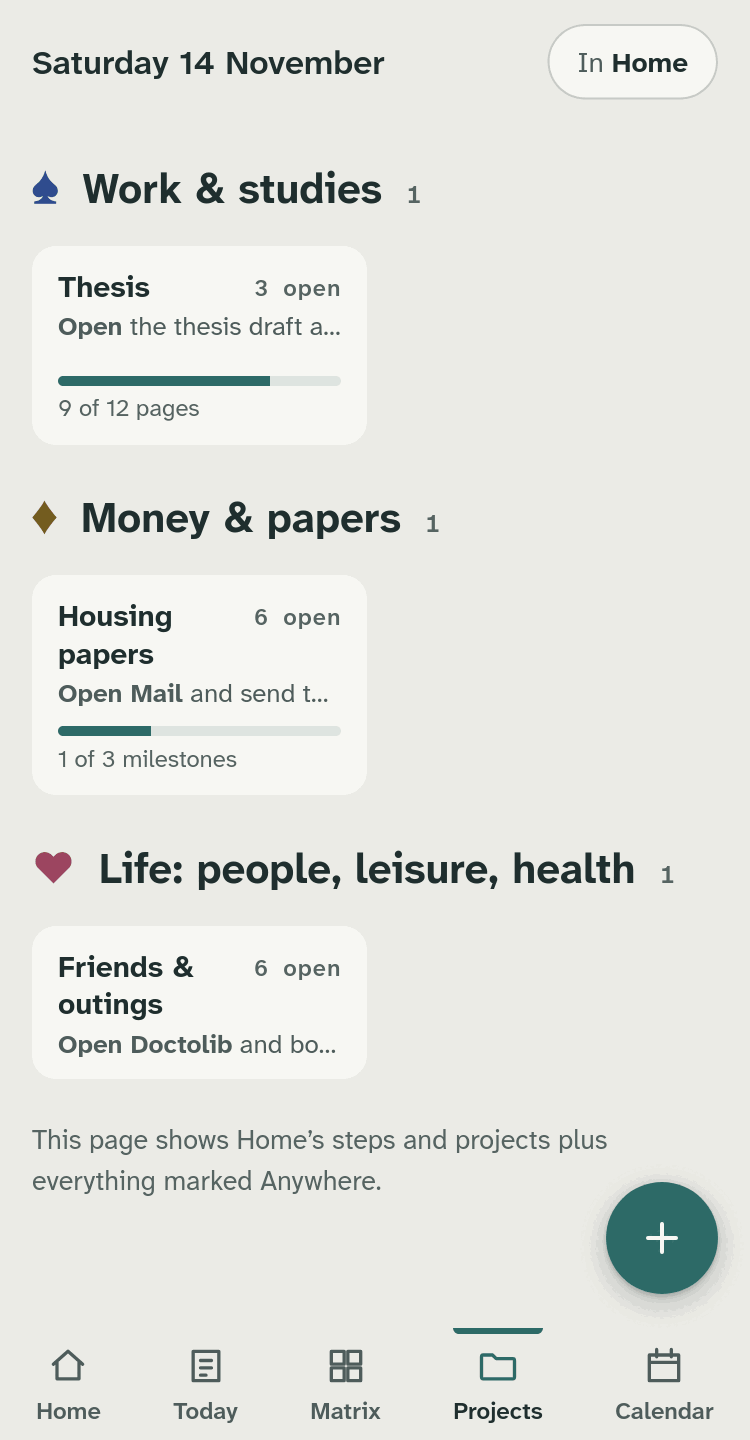 Saturday 14 November
In Home
Work & studies 1
Thesis 3 open
Open the thesis draft a...
9 of 12 pages
Money & papers 1
Housing papers 6 open
Open Mail and send t...
1 of 3 milestones
Life: people, leisure, health 1
Friends & outings 6 open
Open Doctolib and bo...
This page shows Home’s steps and projects plus
everything marked Anywhere.
Home Today Matrix Projects Calendar